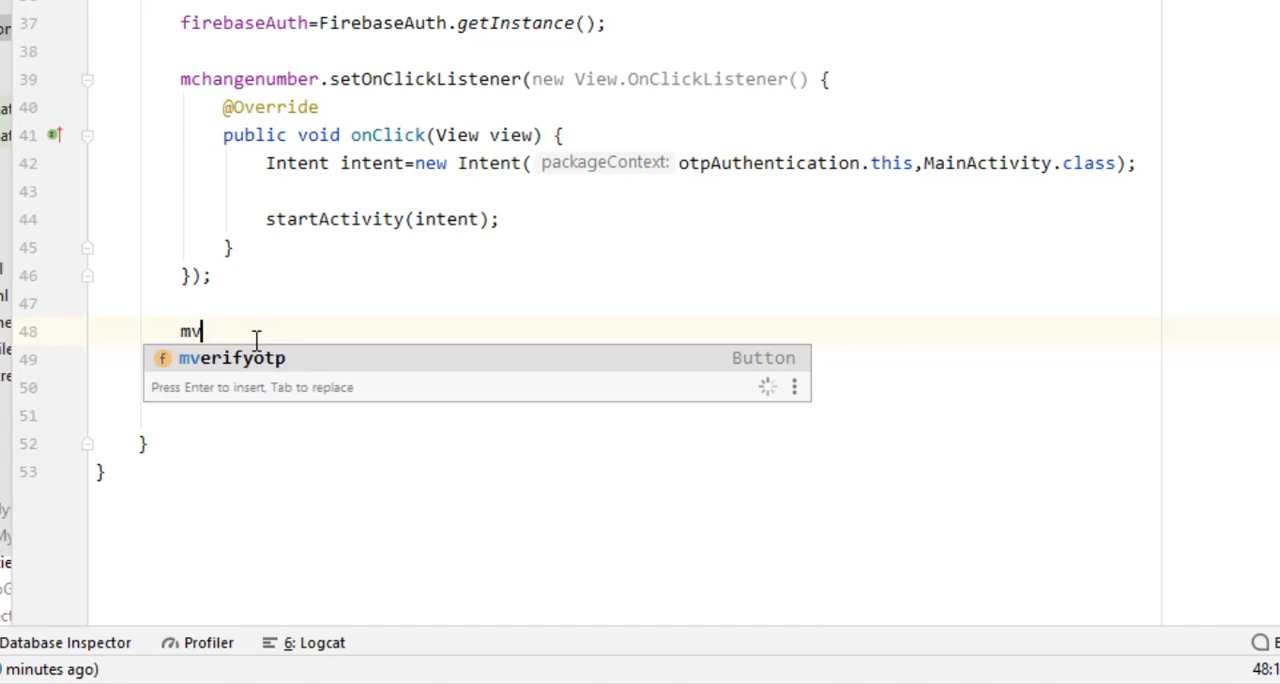 37 firebaseAuth=FirebaseAuth.getInstance();
38
39 mchangenumber.setOnClickListener(new View.OnClickListener() {
40 @Override
41 public void onClick(View view) {
42 Intent intent=new Intent( packageContext: otpAuthentication.this,MainActivity.class);
43
44 startActivity(intent);
45 }
46 });
47
48 mv
mverifyotp Button
49
Press Enter to insert, Tab to replace
50
51
52 }
53 }
Database Inspector Profiler 6: Logcat
minutes ago) 48:1